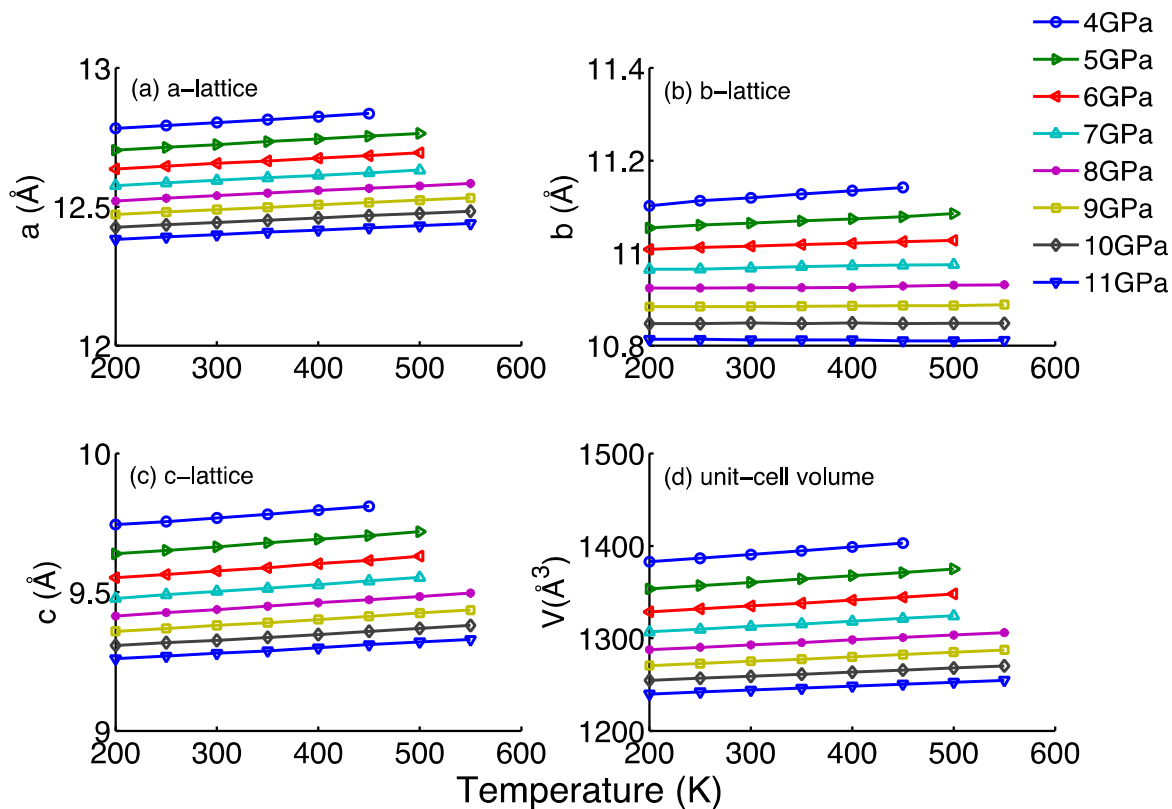 13
(a) a−lattice
12.5
12
a (Å)
200
300
400
500
600
11.4
(b) b−lattice
11.2
11
10.8
b (Å)
200
300
400
500
600
4GPa
5GPa
6GPa
7GPa
8GPa
9GPa
10GPa
11GPa
10
(c) c−lattice
9.5
9
c (Å)
200
300
400
500
600
1500
(d) unit−cell volume
1400
1300
1200
V(Å³)
200
300
400
500
600
Temperature (K)